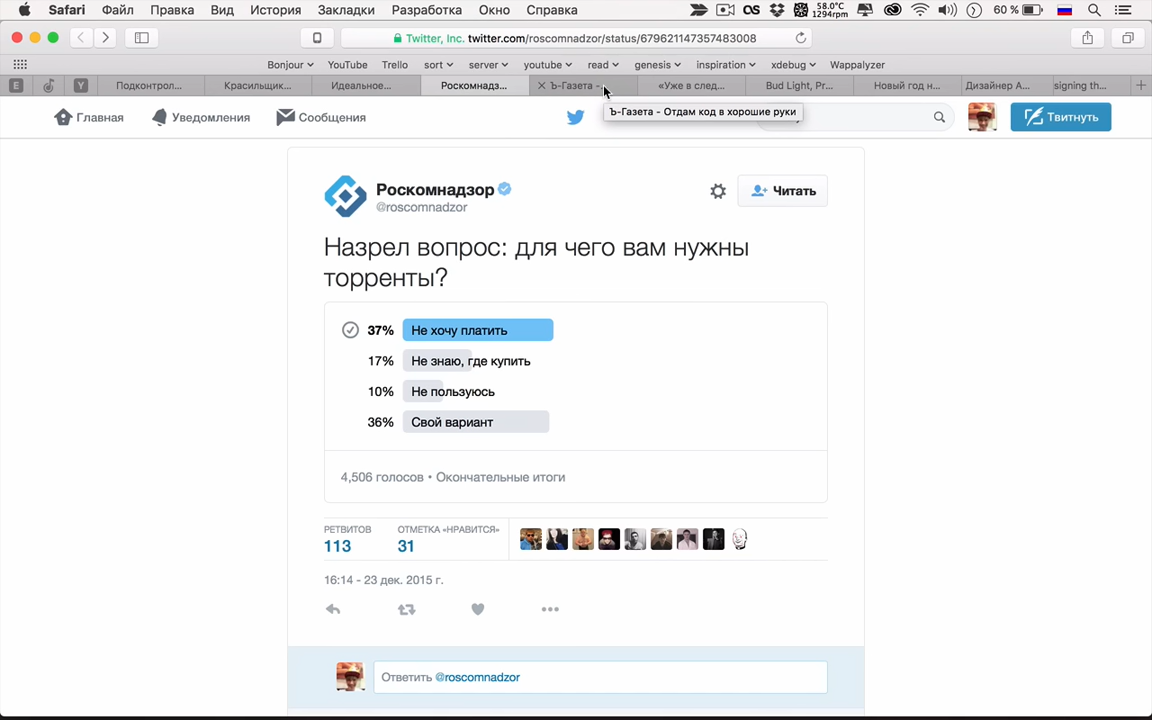 Safari Файл Правка Вид История Закладки Разработка Окно Справка 58.0°C 1294rpm 60 %
Twitter, Inc. twitter.com/roscomnadzor/status/679621147357483008
Bonjour YouTube Trello sort server youtube read genesis inspiration xdebug Wappalyzer
E Y Подконтрол... Красильщик... Идеальное... Роскомнадз... Ъ-Газета -... «Уже в след... Bud Light, Pr... Новый год н... Дизайнер А... signing th...
Ъ-Газета - Отдам код в хорошие руки
Главная Уведомления Сообщения Твитнуть
Роскомнадзор
@roscomnadzor
Читать
Назрел вопрос: для чего вам нужны
торренты?
37% Не хочу платить
17% Не знаю, где купить
10% Не пользуюсь
36% Свой вариант
4,506 голосов • Окончательные итоги
РЕТВИТОВ ОТМЕТКА «НРАВИТСЯ»
113 31
16:14 - 23 дек. 2015 г.
Ответить @roscomnadzor